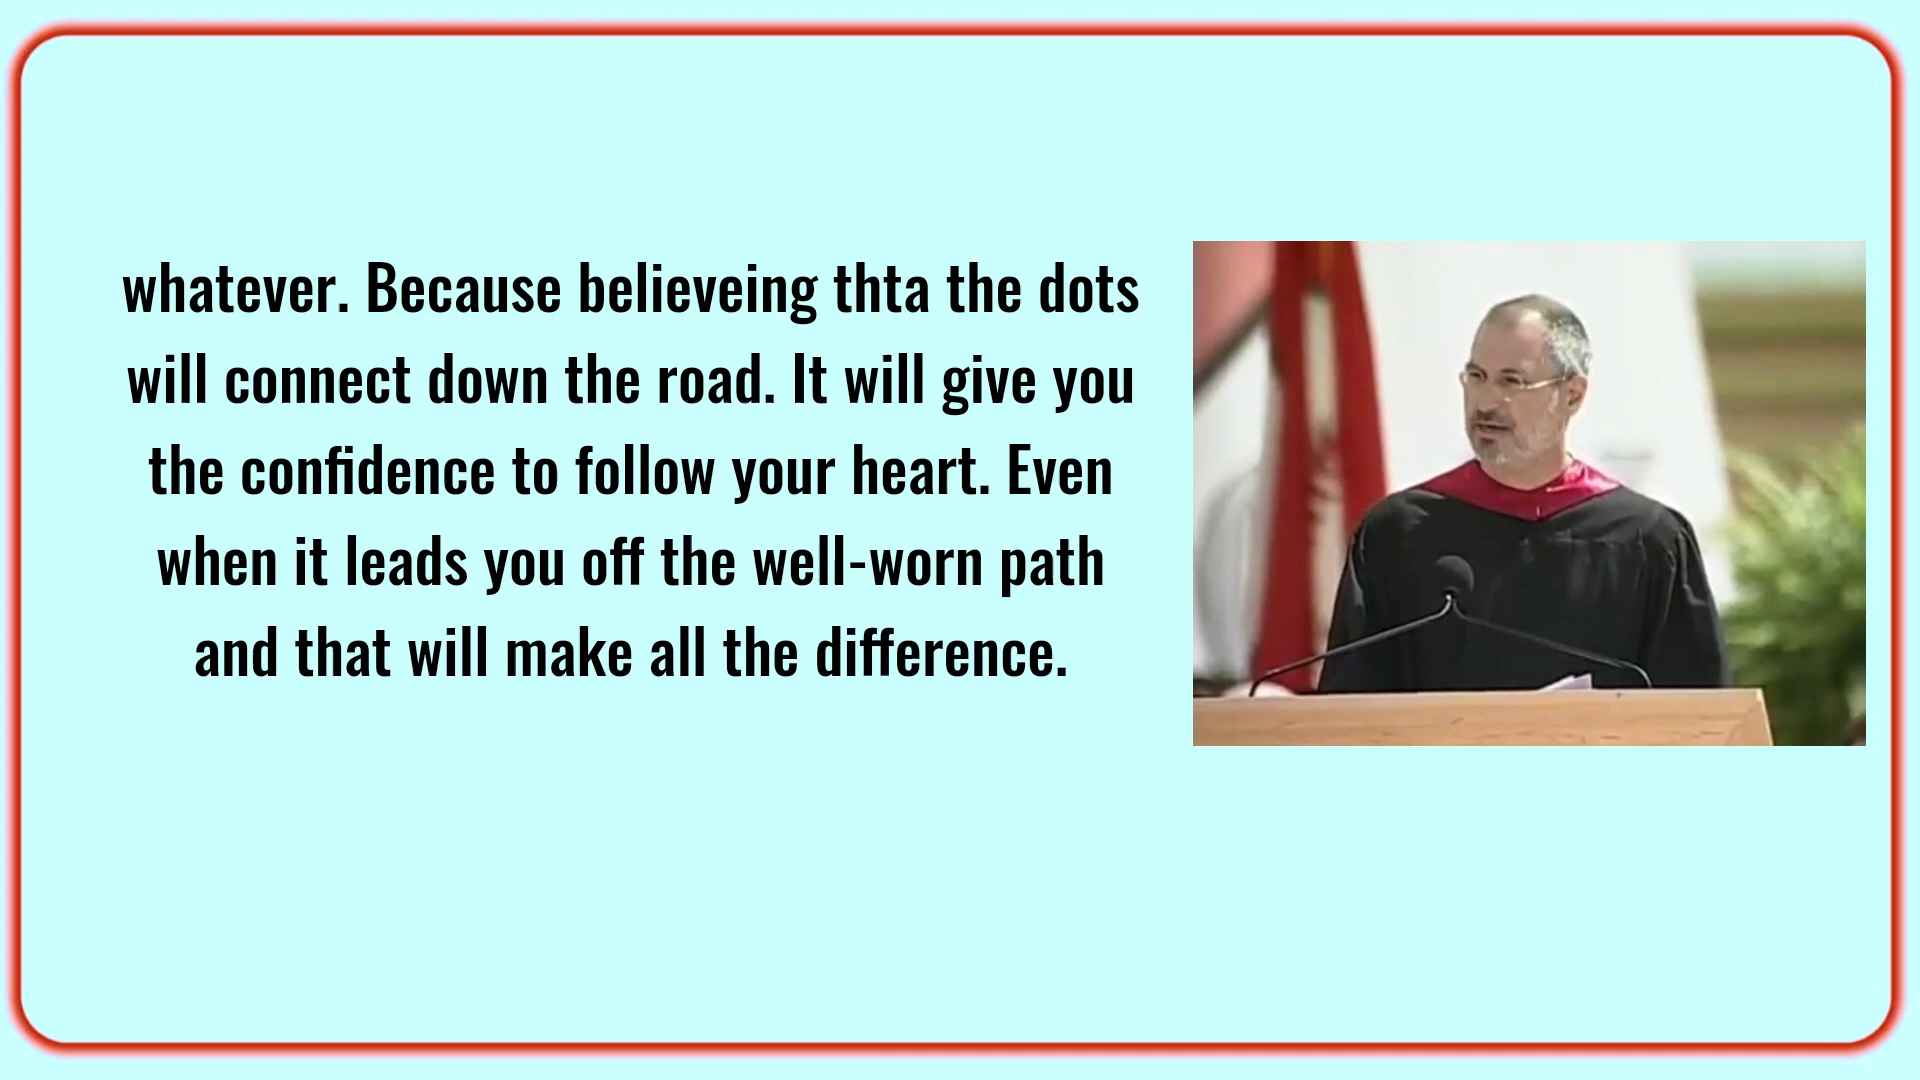 whatever. Because believeing thta the dots
will connect down the road. It will give you
the confidence to follow your heart. Even
when it leads you off the well-worn path
and that will make all the difference.